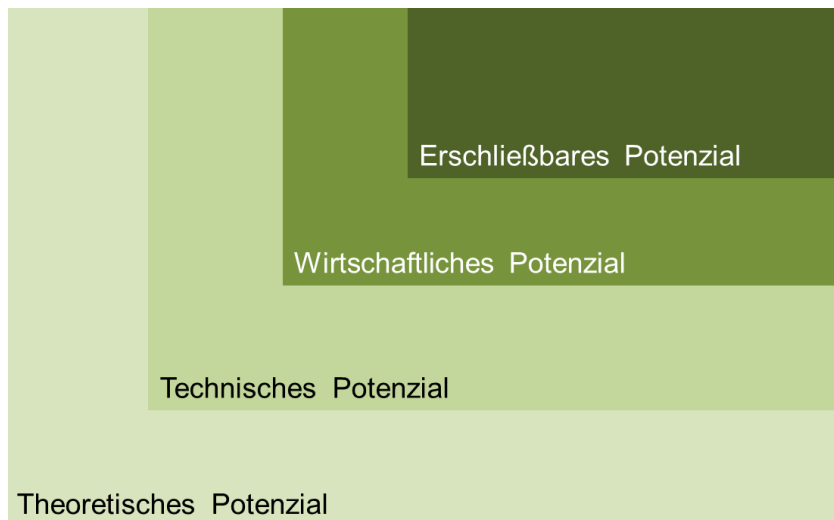 Erschließbares Potenzial
Wirtschaftliches Potenzial
Technisches Potenzial
Theoretisches Potenzial